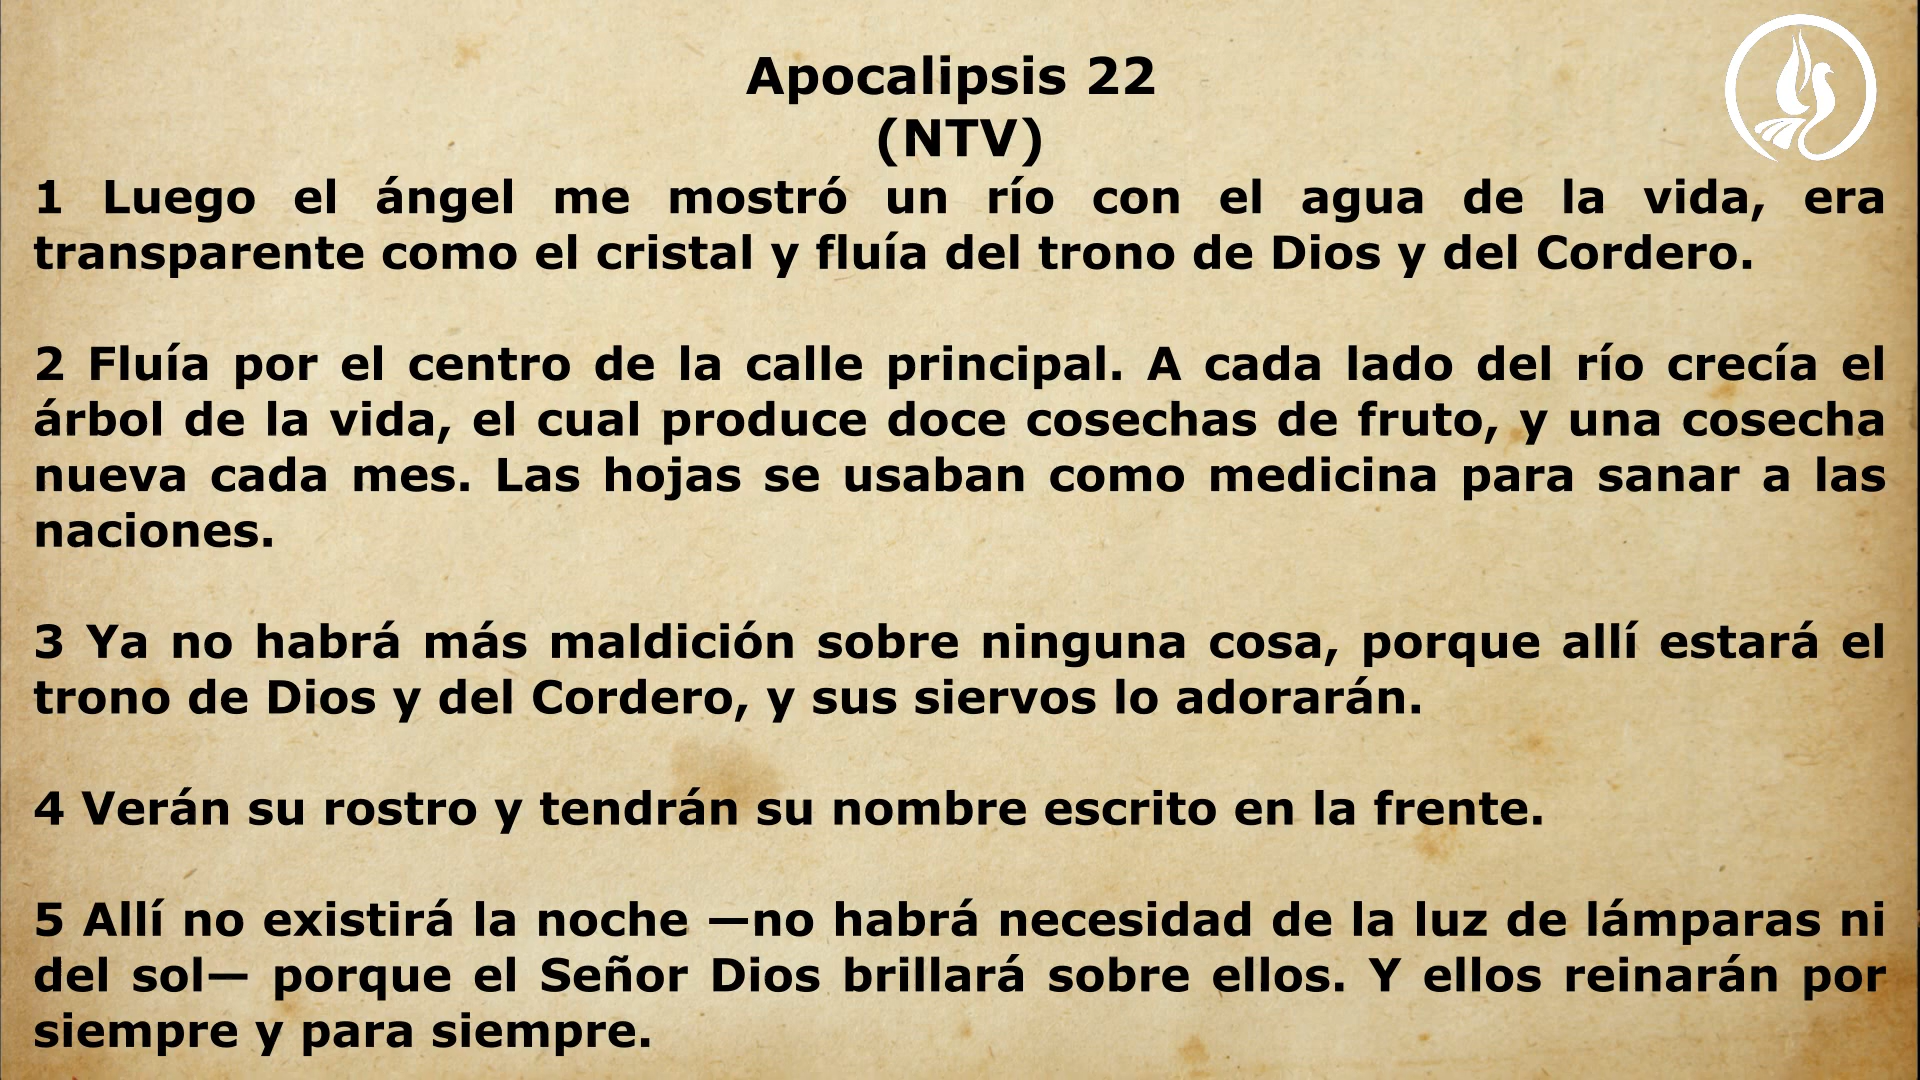 Apocalipsis 22
(NTV)
1 Luego el ángel me mostró un río con el agua de la vida, era
transparente como el cristal y fluía del trono de Dios y del Cordero.
2 Fluía por el centro de la calle principal. A cada lado del río crecía el
árbol de la vida, el cual produce doce cosechas de fruto, y una cosecha
nueva cada mes. Las hojas se usaban como medicina para sanar a las
naciones.
3 Ya no habrá más maldición sobre ninguna cosa, porque allí estará el
trono de Dios y del Cordero, y sus siervos lo adorarán.
4 Verán su rostro y tendrán su nombre escrito en la frente.
5 Allí no existirá la noche —no habrá necesidad de la luz de lámparas ni
del sol— porque el Señor Dios brillará sobre ellos. Y ellos reinarán por
siempre y para siempre.